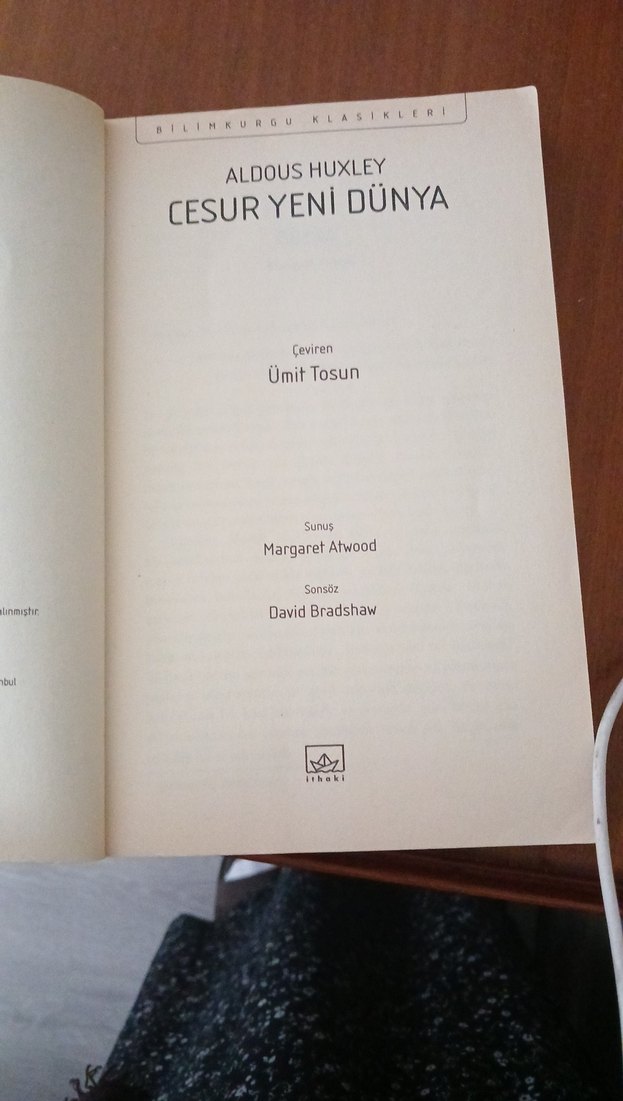 BİLİMKURGU KLASİKLERİ
ALDOUS HUXLEY
CESUR YENİ DÜNYA
Çeviren
Ümit Tosun
Sunuş
Margaret Atwood
Sonsöz
David Bradshaw
ithaki